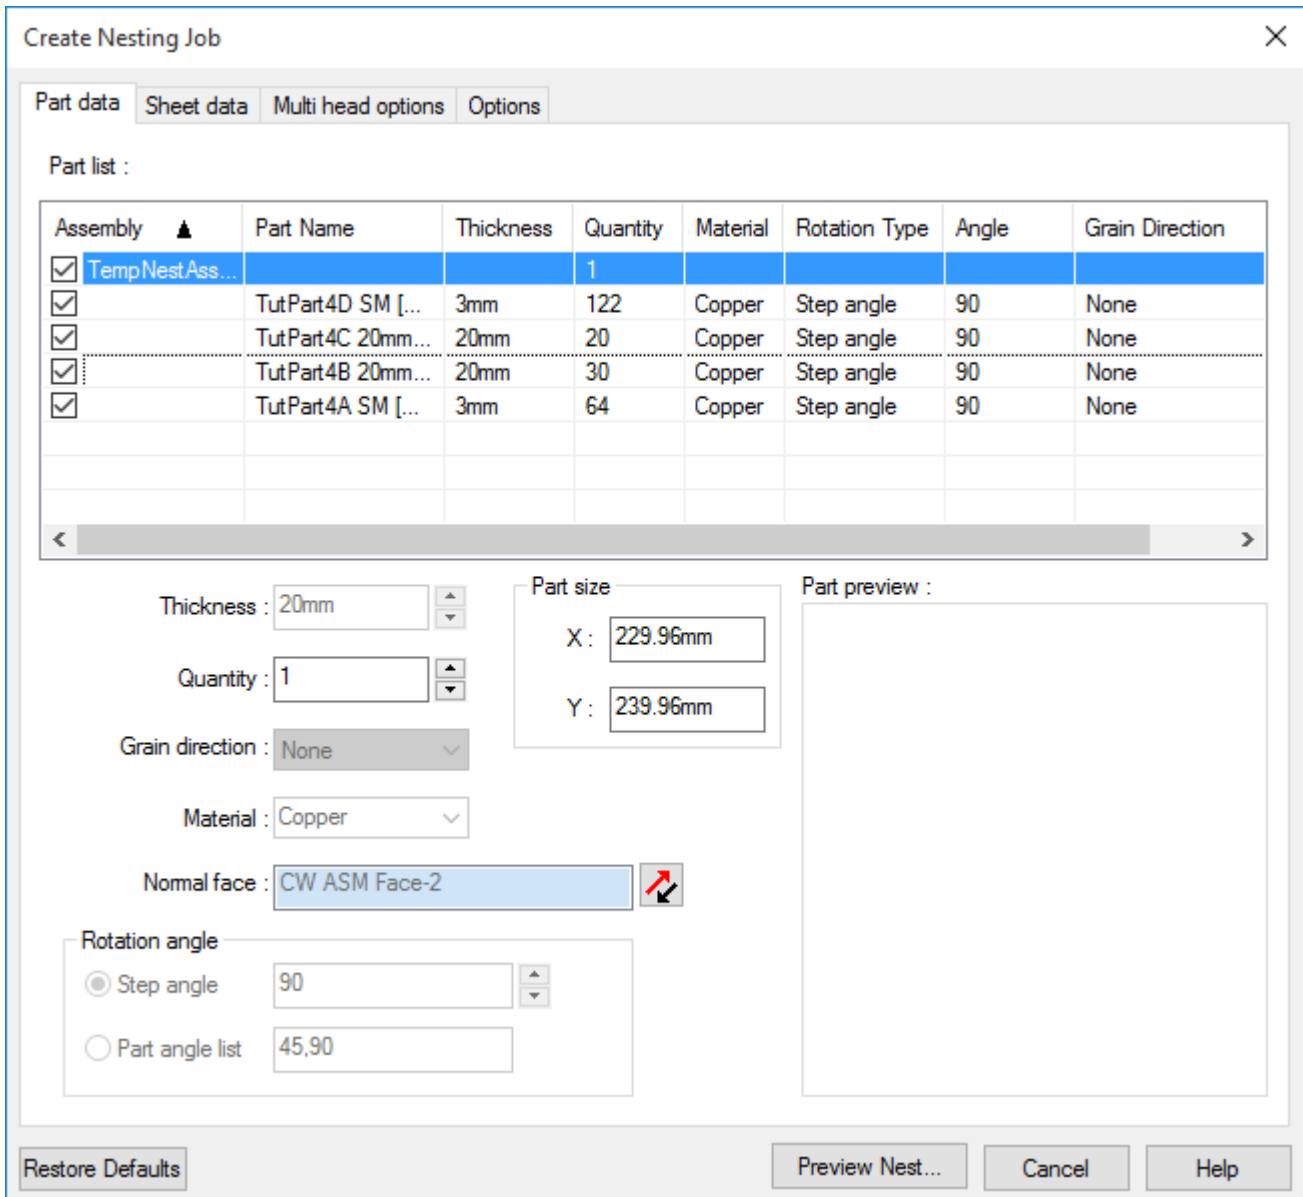 Create Nesting Job
Part data Sheet data Multi head options Options
Part list :
Assembly Part Name Thickness Quantity Material Rotation Type Angle Grain Direction
TempNestAss... 1
TutPart4D SM [... 3mm 122 Copper Step angle 90 None
TutPart4C 20mm... 20mm 20 Copper Step angle 90 None
TutPart4B 20mm... 20mm 30 Copper Step angle 90 None
TutPart4A SM [... 3mm 64 Copper Step angle 90 None
Thickness : 20mm Part size Part preview :
X : 229.96mm
Quantity : 1
Y : 239.96mm
Grain direction : None
Material : Copper
Normal face : CW ASM Face-2
Rotation angle
Step angle 90
Part angle list 45,90
Restore Defaults Preview Nest... Cancel Help